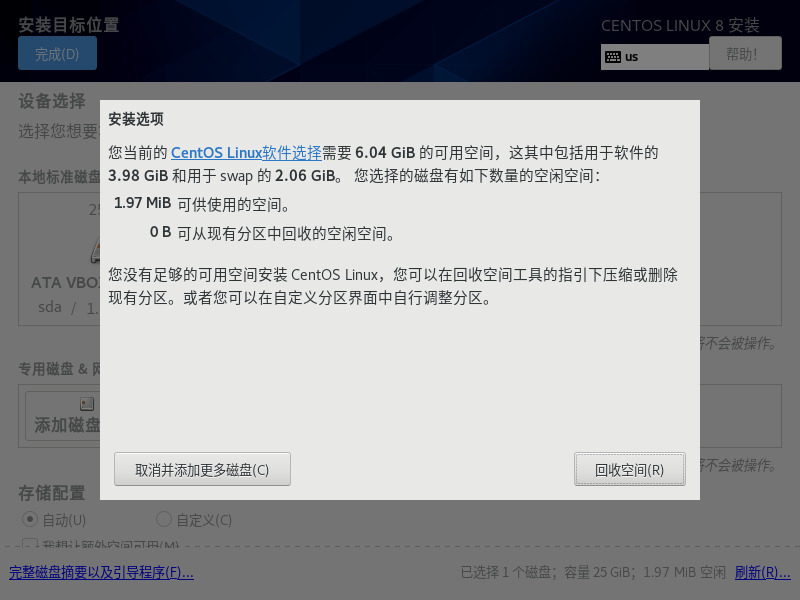 安装目标位置
CENTOS LINUX 8 安装
完成(D)
us
帮助!
设备选择
选择您想要
安装选项
您当前的 CentOS Linux软件选择需要 6.04 GiB 的可用空间，这其中包括用于软件的
3.98 GiB 和用于 swap 的 2.06 GiB。 您选择的磁盘有如下数量的空闲空间：
1.97 MiB 可供使用的空间。
0 B 可从现有分区中回收的空闲空间。
您没有足够的可用空间安装 CentOS Linux，您可以在回收空间工具的指引下压缩或删除
现有分区。或者您可以在自定义分区界面中自行调整分区。
取消并添加更多磁盘(C)
回收空间(R)
本地标准磁盘
ATA VBO
sda / 1.
不会被操作。
专用磁盘 & 网
添加磁盘
不会被操作。
存储配置
自动(U)
自定义(C)
我想让额外空间可用(M)
完整磁盘摘要以及引导程序(F)...
已选择 1 个磁盘；容量 25 GiB；1.97 MiB 空闲
刷新(R)...